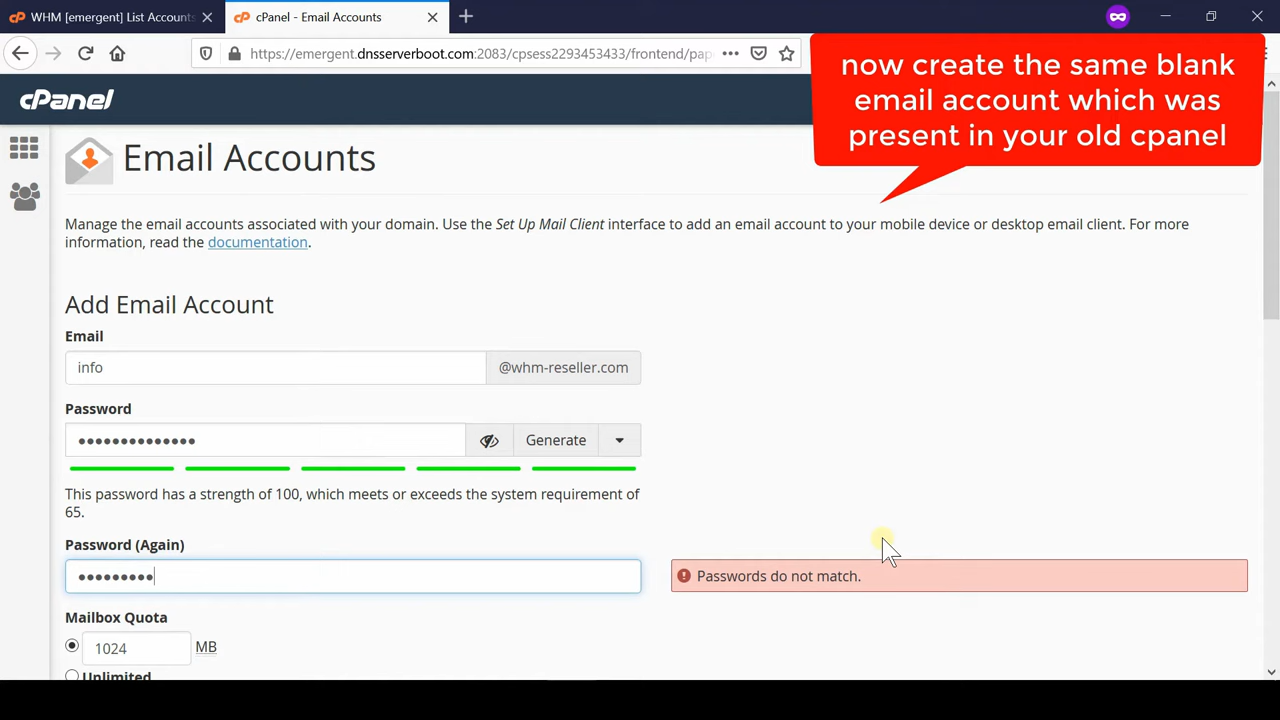 WHM [emergent] List Accounts
cPanel - Email Accounts
https://emergent.dnsserverboot.com:2083/cpsess2293453433/frontend/pap
now create the same blank
email account which was
present in your old cpanel
cPanel
Email Accounts
Manage the email accounts associated with your domain. Use the Set Up Mail Client interface to add an email account to your mobile device or desktop email client. For more
information, read the documentation.
Add Email Account
Email
info
@whm-reseller.com
Password
••••••••••••••
Generate
This password has a strength of 100, which meets or exceeds the system requirement of
65.
Password (Again)
•••••••••
Passwords do not match.
Mailbox Quota
1024
MB
Unlimited